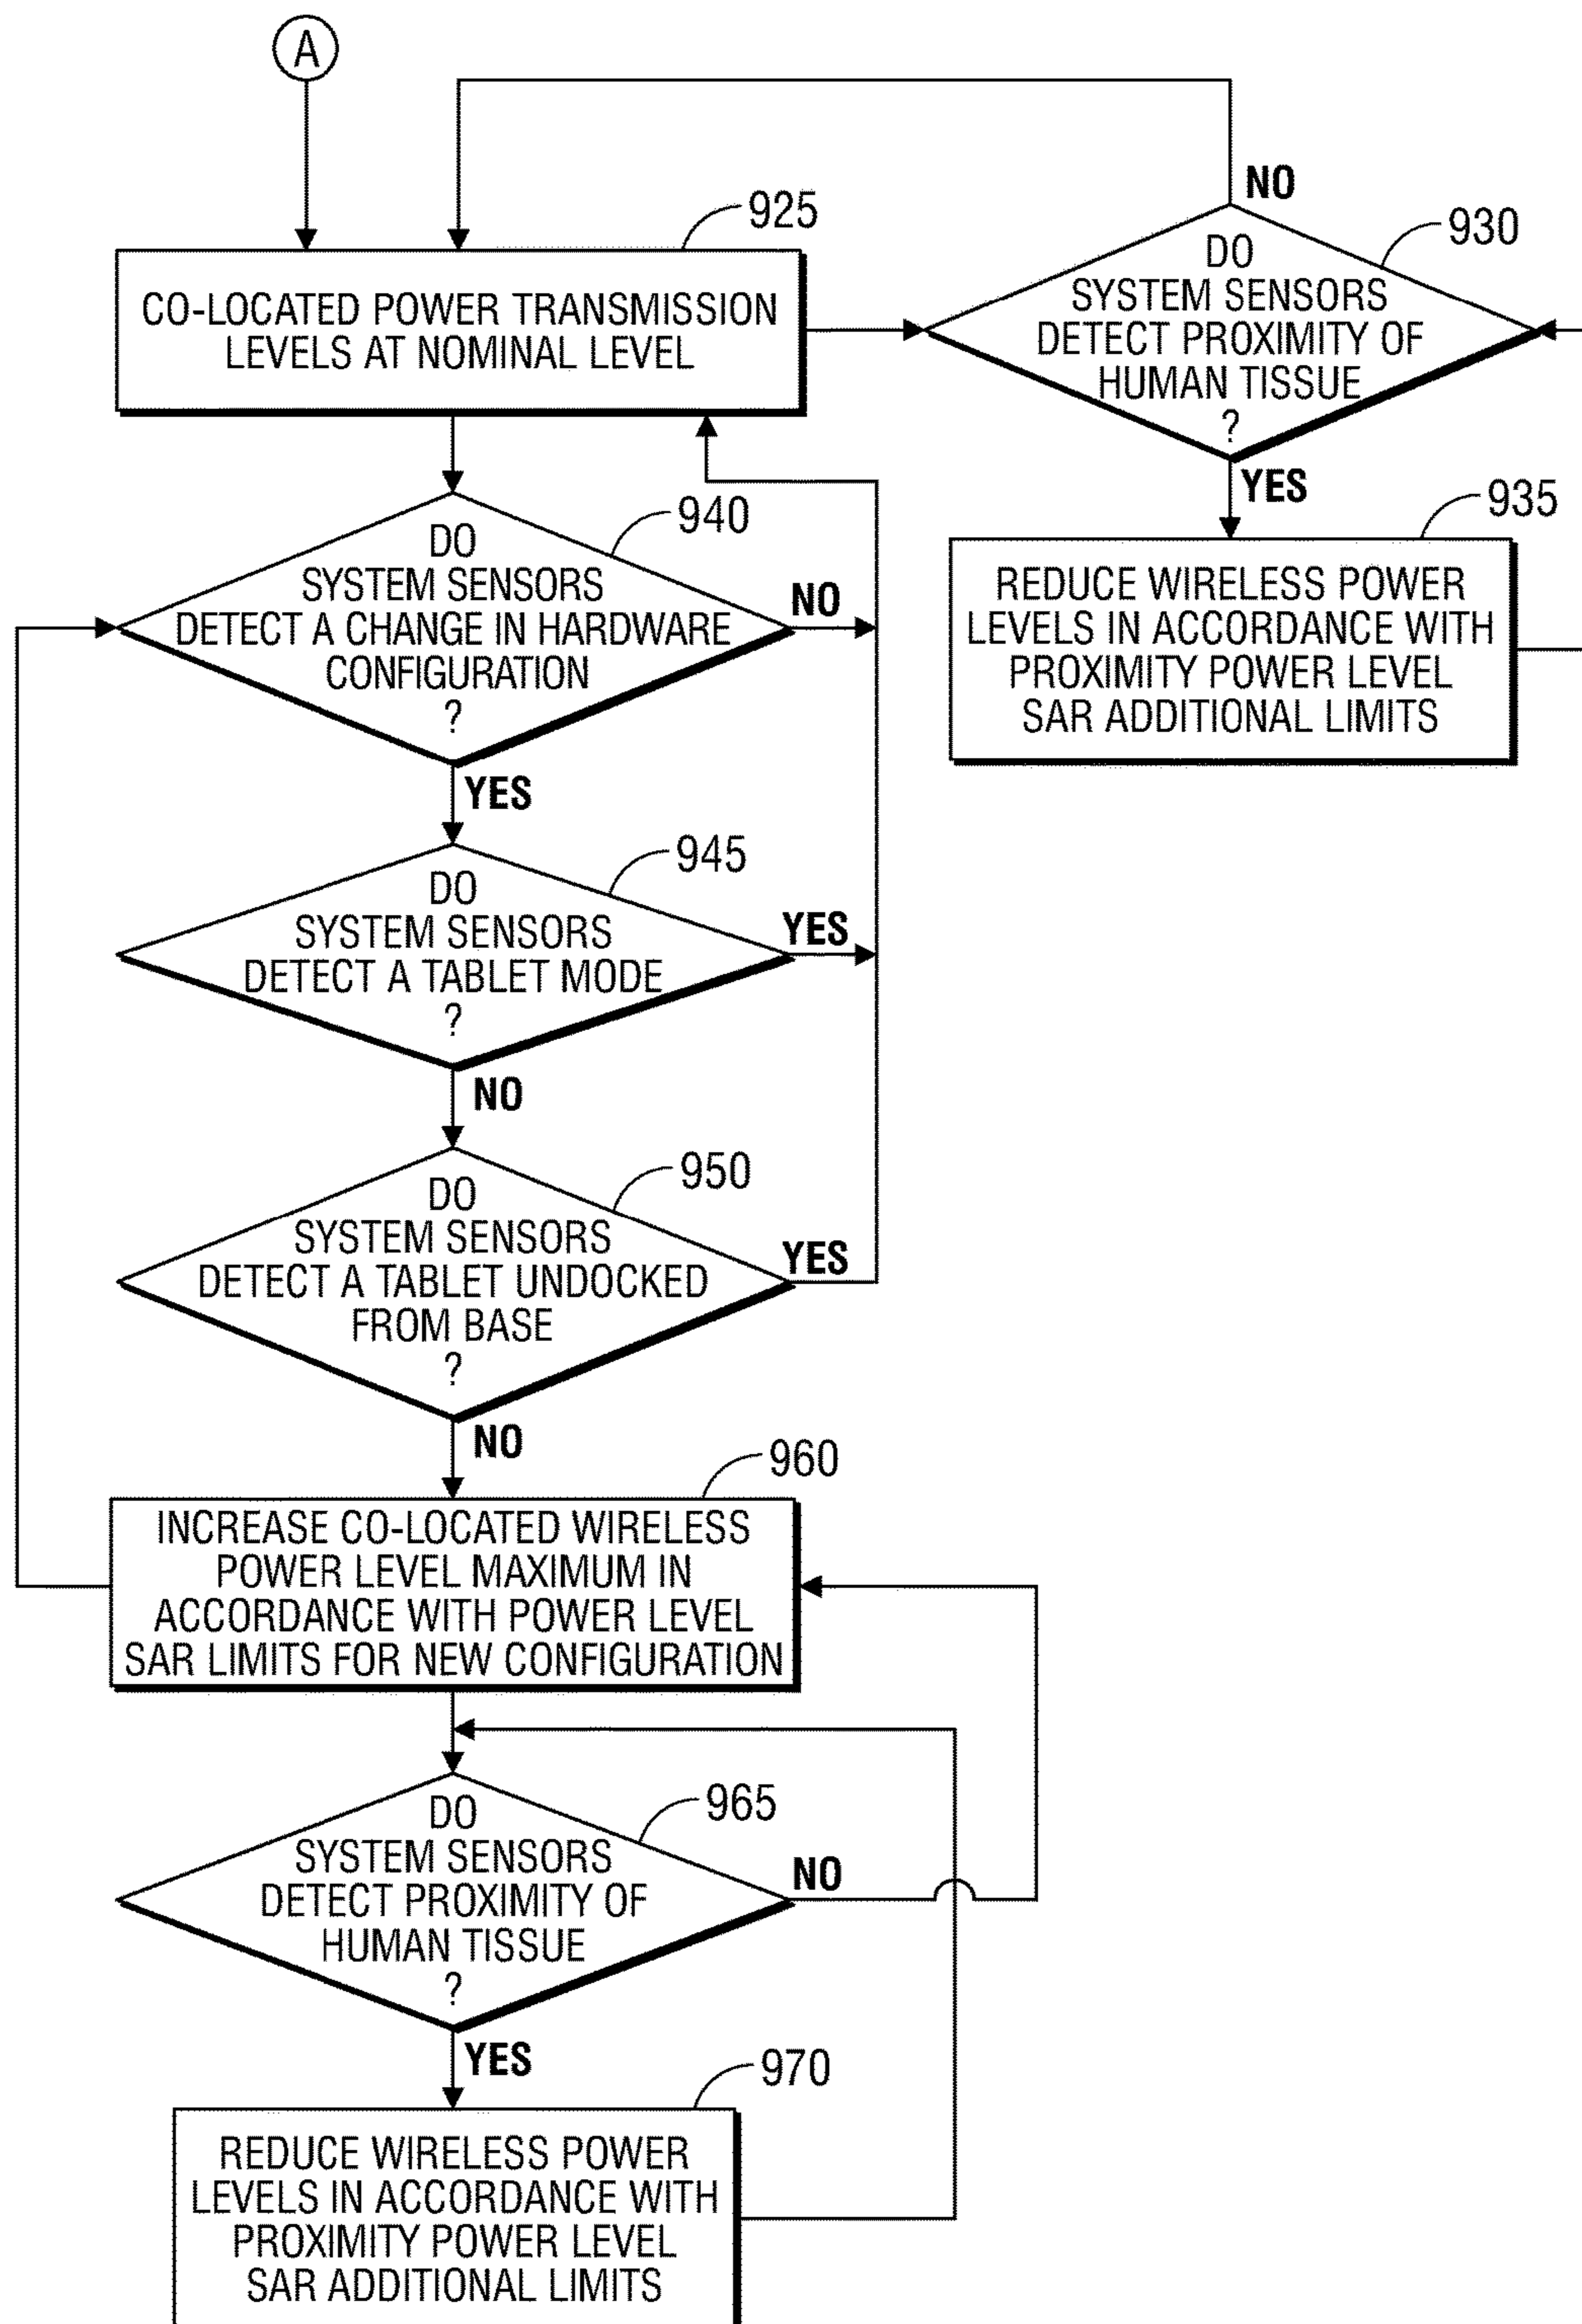 A
925
CO-LOCATED POWER TRANSMISSION
LEVELS AT NOMINAL LEVEL
NO
930
DO
SYSTEM SENSORS
DETECT PROXIMITY OF
HUMAN TISSUE
?
YES
935
REDUCE WIRELESS POWER
LEVELS IN ACCORDANCE WITH
PROXIMITY POWER LEVEL
SAR ADDITIONAL LIMITS
940
DO
SYSTEM SENSORS
DETECT A CHANGE IN HARDWARE
CONFIGURATION
?
NO
YES
945
DO
SYSTEM SENSORS
DETECT A TABLET MODE
?
YES
NO
950
DO
SYSTEM SENSORS
DETECT A TABLET UNDOCKED
FROM BASE
?
YES
NO
960
INCREASE CO-LOCATED WIRELESS
POWER LEVEL MAXIMUM IN
ACCORDANCE WITH POWER LEVEL
SAR LIMITS FOR NEW CONFIGURATION
965
DO
SYSTEM SENSORS
DETECT PROXIMITY OF
HUMAN TISSUE
?
NO
YES
970
REDUCE WIRELESS POWER
LEVELS IN ACCORDANCE WITH
PROXIMITY POWER LEVEL
SAR ADDITIONAL LIMITS